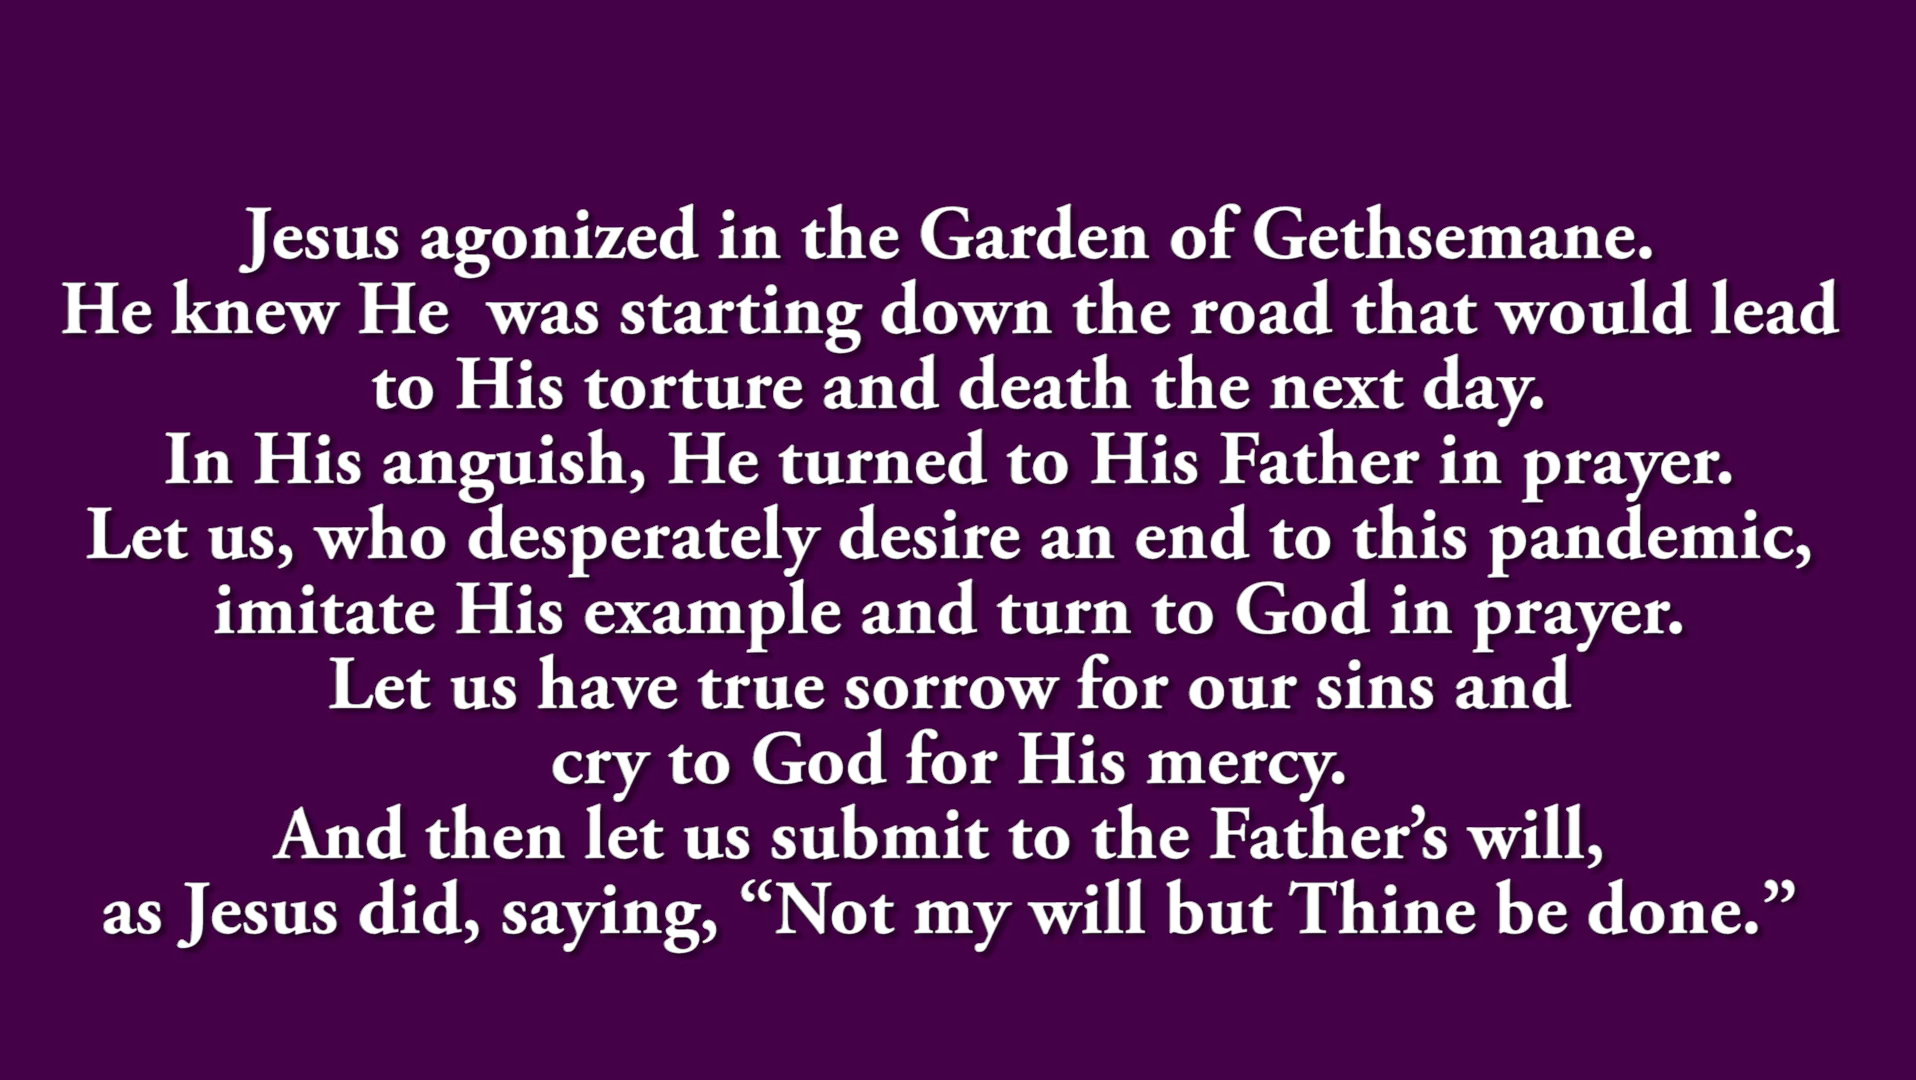 Jesus agonized in the Garden of Gethsemane.
He knew He  was starting down the road that would lead
to His torture and death the next day.
In His anguish, He turned to His Father in prayer.
Let us, who desperately desire an end to this pandemic,
imitate His example and turn to God in prayer.
Let us have true sorrow for our sins and
cry to God for His mercy.
And then let us submit to the Father’s will,
as Jesus did, saying, “Not my will but Thine be done.”